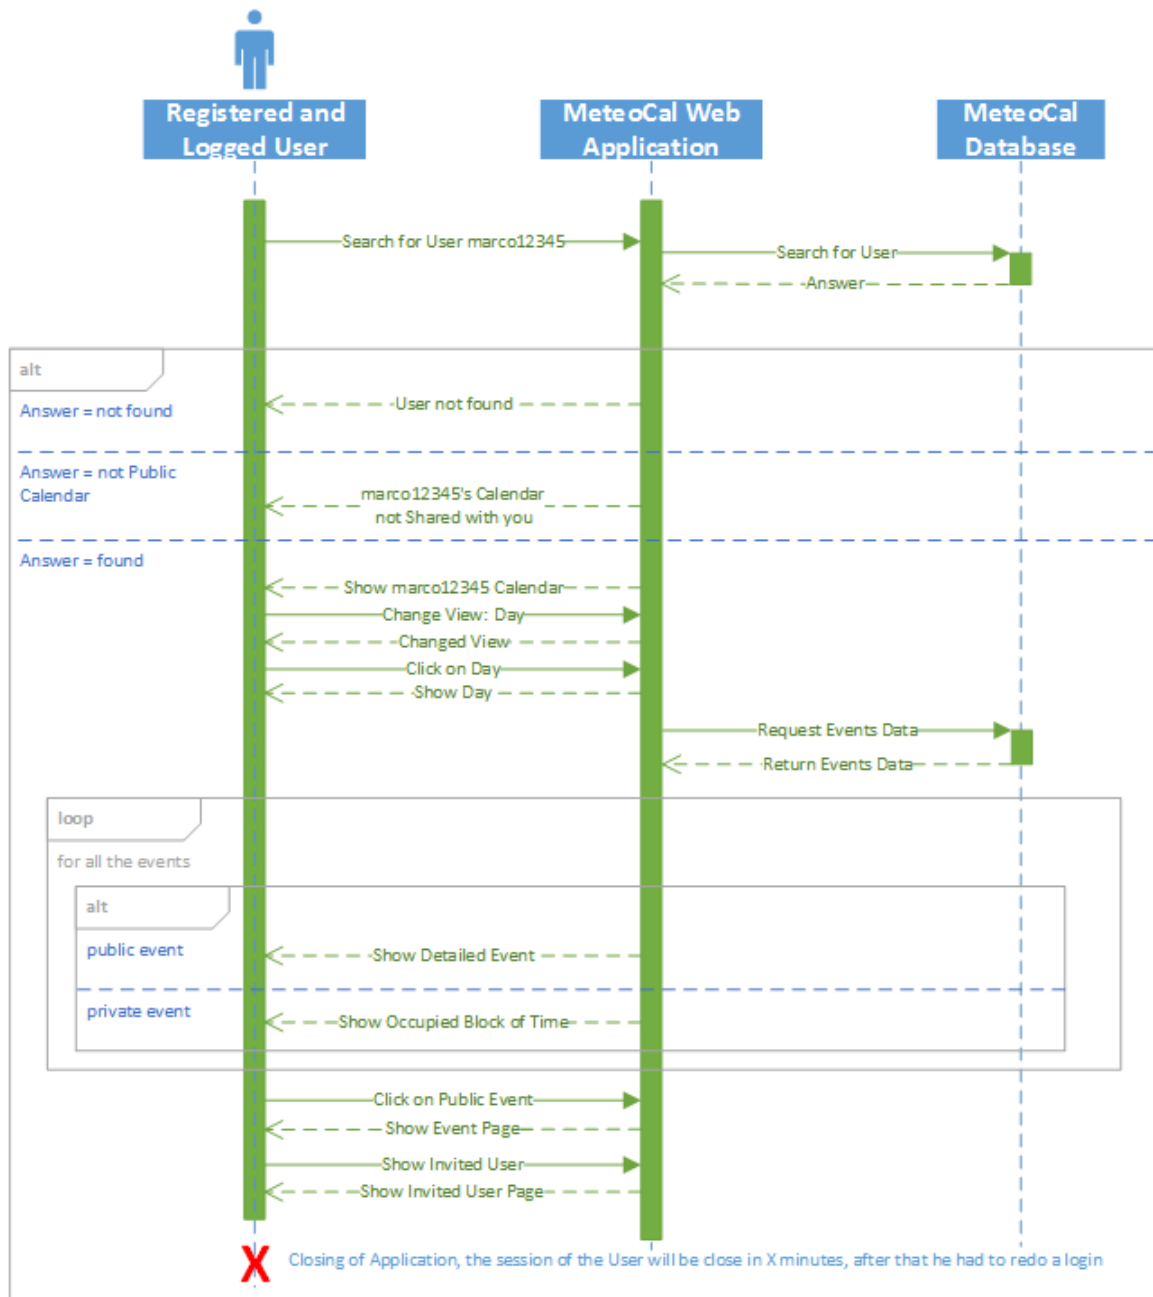 Registered and
Logged User
MeteoCal Web
Application
MeteoCal
Database
Search for User marco12345
Search for User
Answer
alt
Answer = not found
User not found
Answer = not Public
Calendar
marco12345's Calendar
not Shared with you
Answer = found
Show marco12345 Calendar
Change View: Day
Changed View
Click on Day
Show Day
Request Events Data
Return Events Data
loop
for all the events
alt
public event
Show Detailed Event
private event
Show Occupied Block of Time
Click on Public Event
Show Event Page
Show Invited User
Show Invited User Page
X
Closing of Application, the session of the User will be close in X minutes, after that he had to redo a login